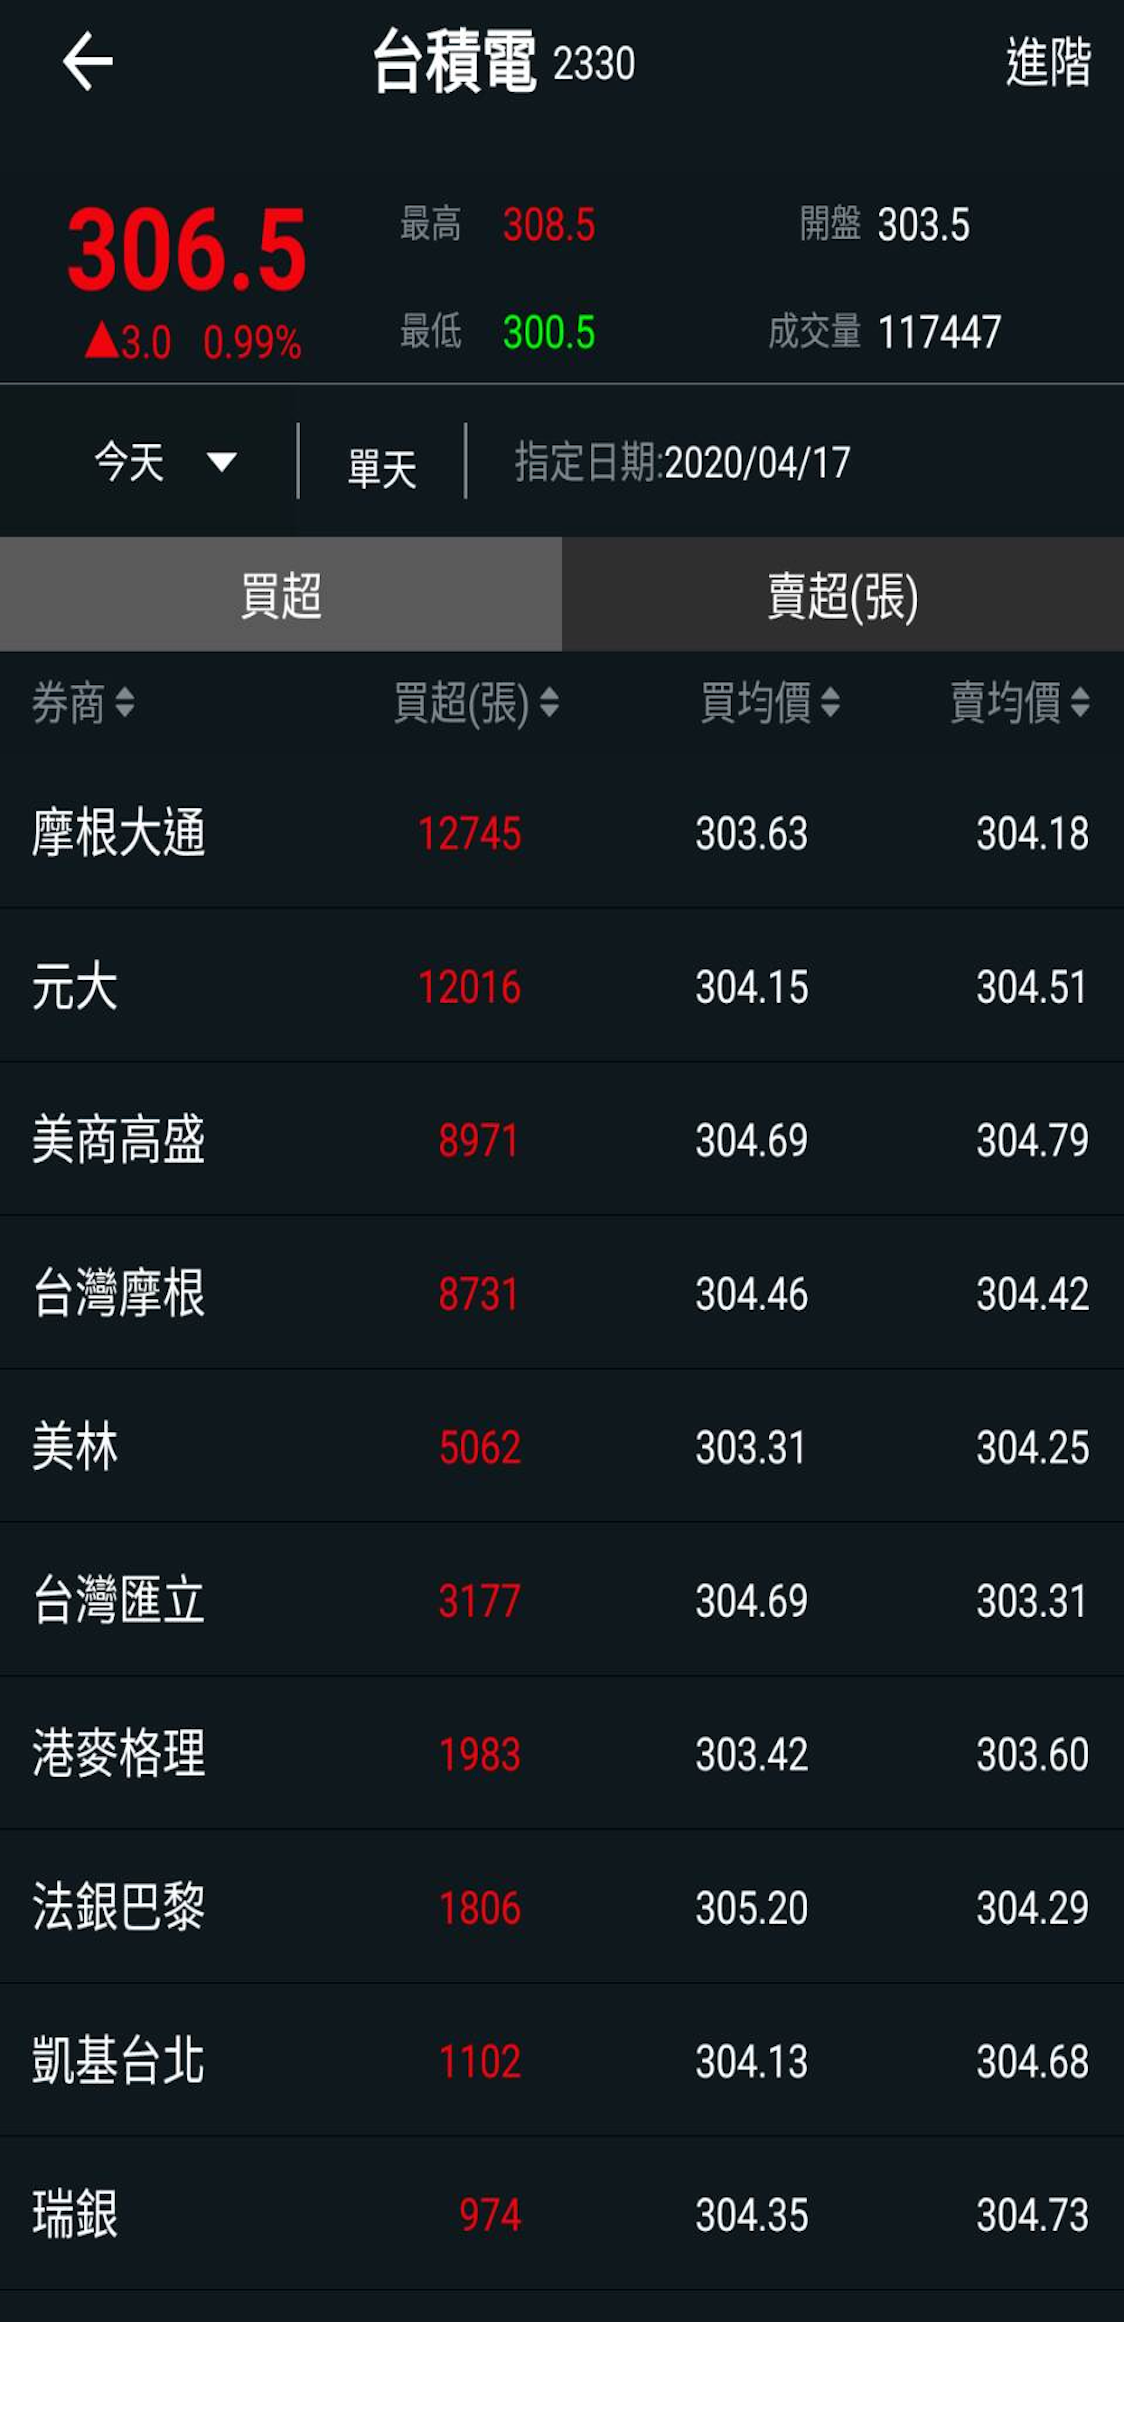 台積電 2330 進階
306.5 最高 308.5 開盤 303.5
▲3.0 0.99% 最低 300.5 成交量 117447
今天 ▼ 單天 指定日期:2020/04/17
買超 賣超(張)
券商 買超(張) 買均價 賣均價
摩根大通 12745 303.63 304.18
元大 12016 304.15 304.51
美商高盛 8971 304.69 304.79
台灣摩根 8731 304.46 304.42
美林 5062 303.31 304.25
台灣匯立 3177 304.69 303.31
港麥格理 1983 303.42 303.60
法銀巴黎 1806 305.20 304.29
凱基台北 1102 304.13 304.68
瑞銀 974 304.35 304.73